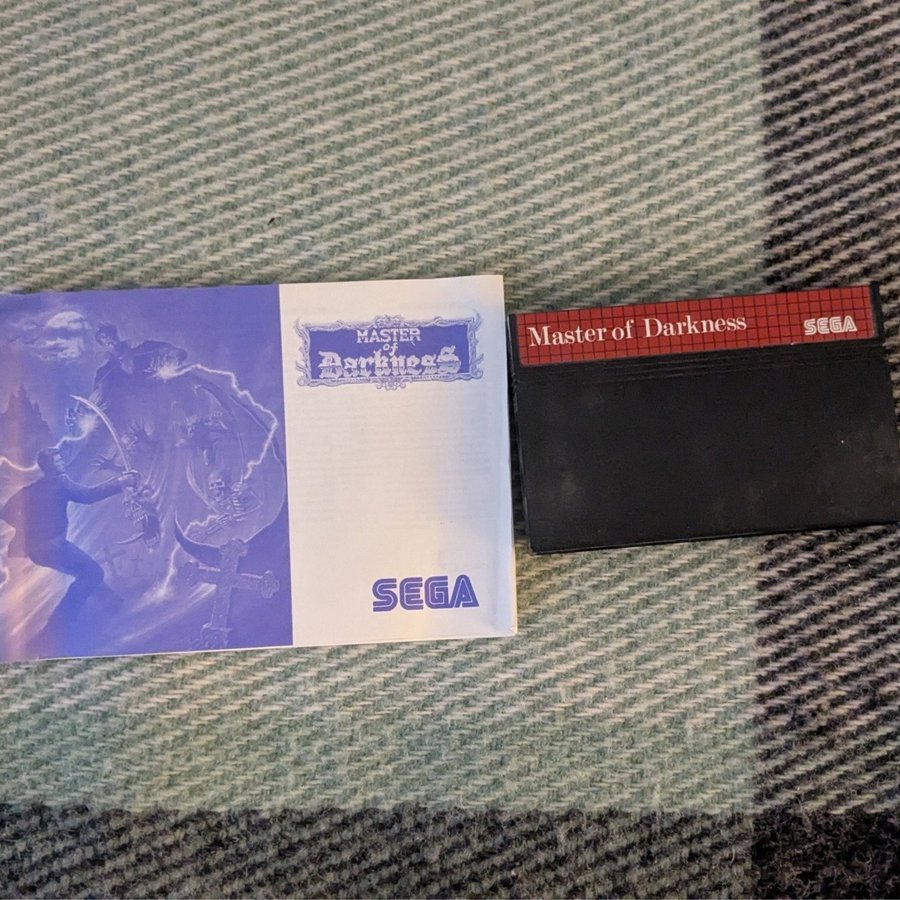 MASTER
of
Darkness
SEGA
Master of Darkness
SEGA